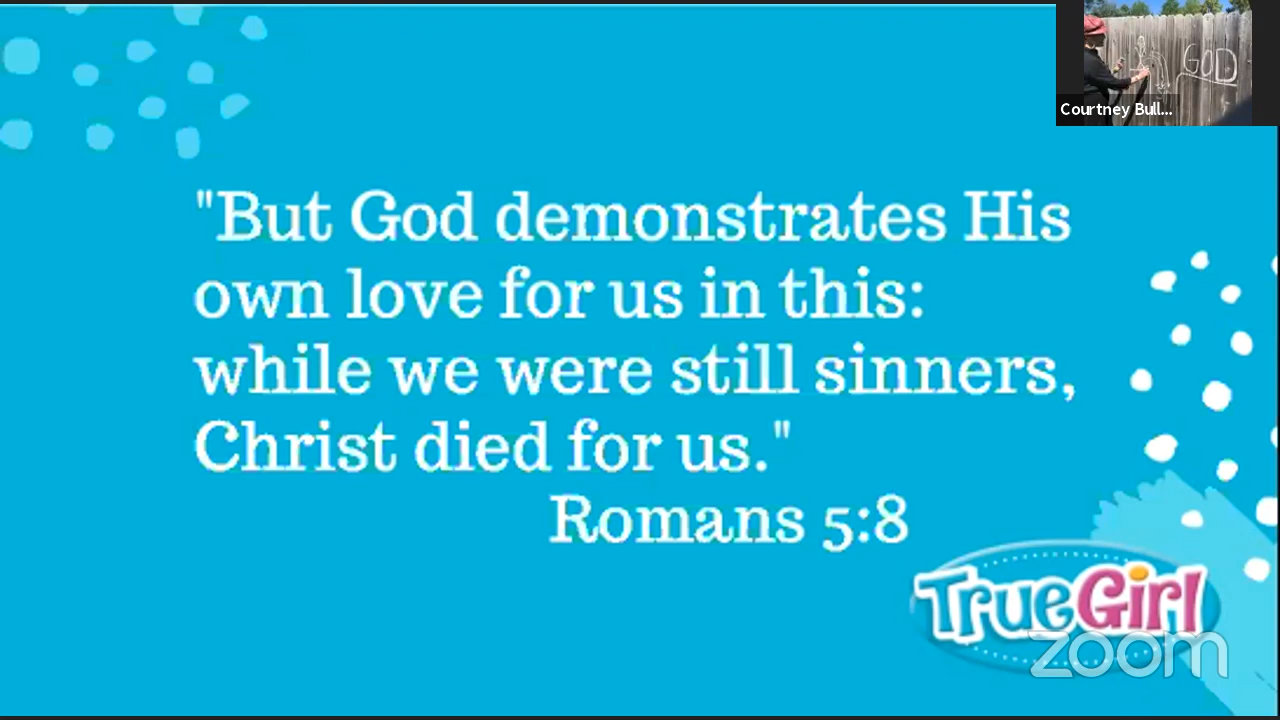 GOD
Courtney Bull...
"But God demonstrates His
own love for us in this:
while we were still sinners,
Christ died for us."
Romans 5:8
TrueGirl
zoom